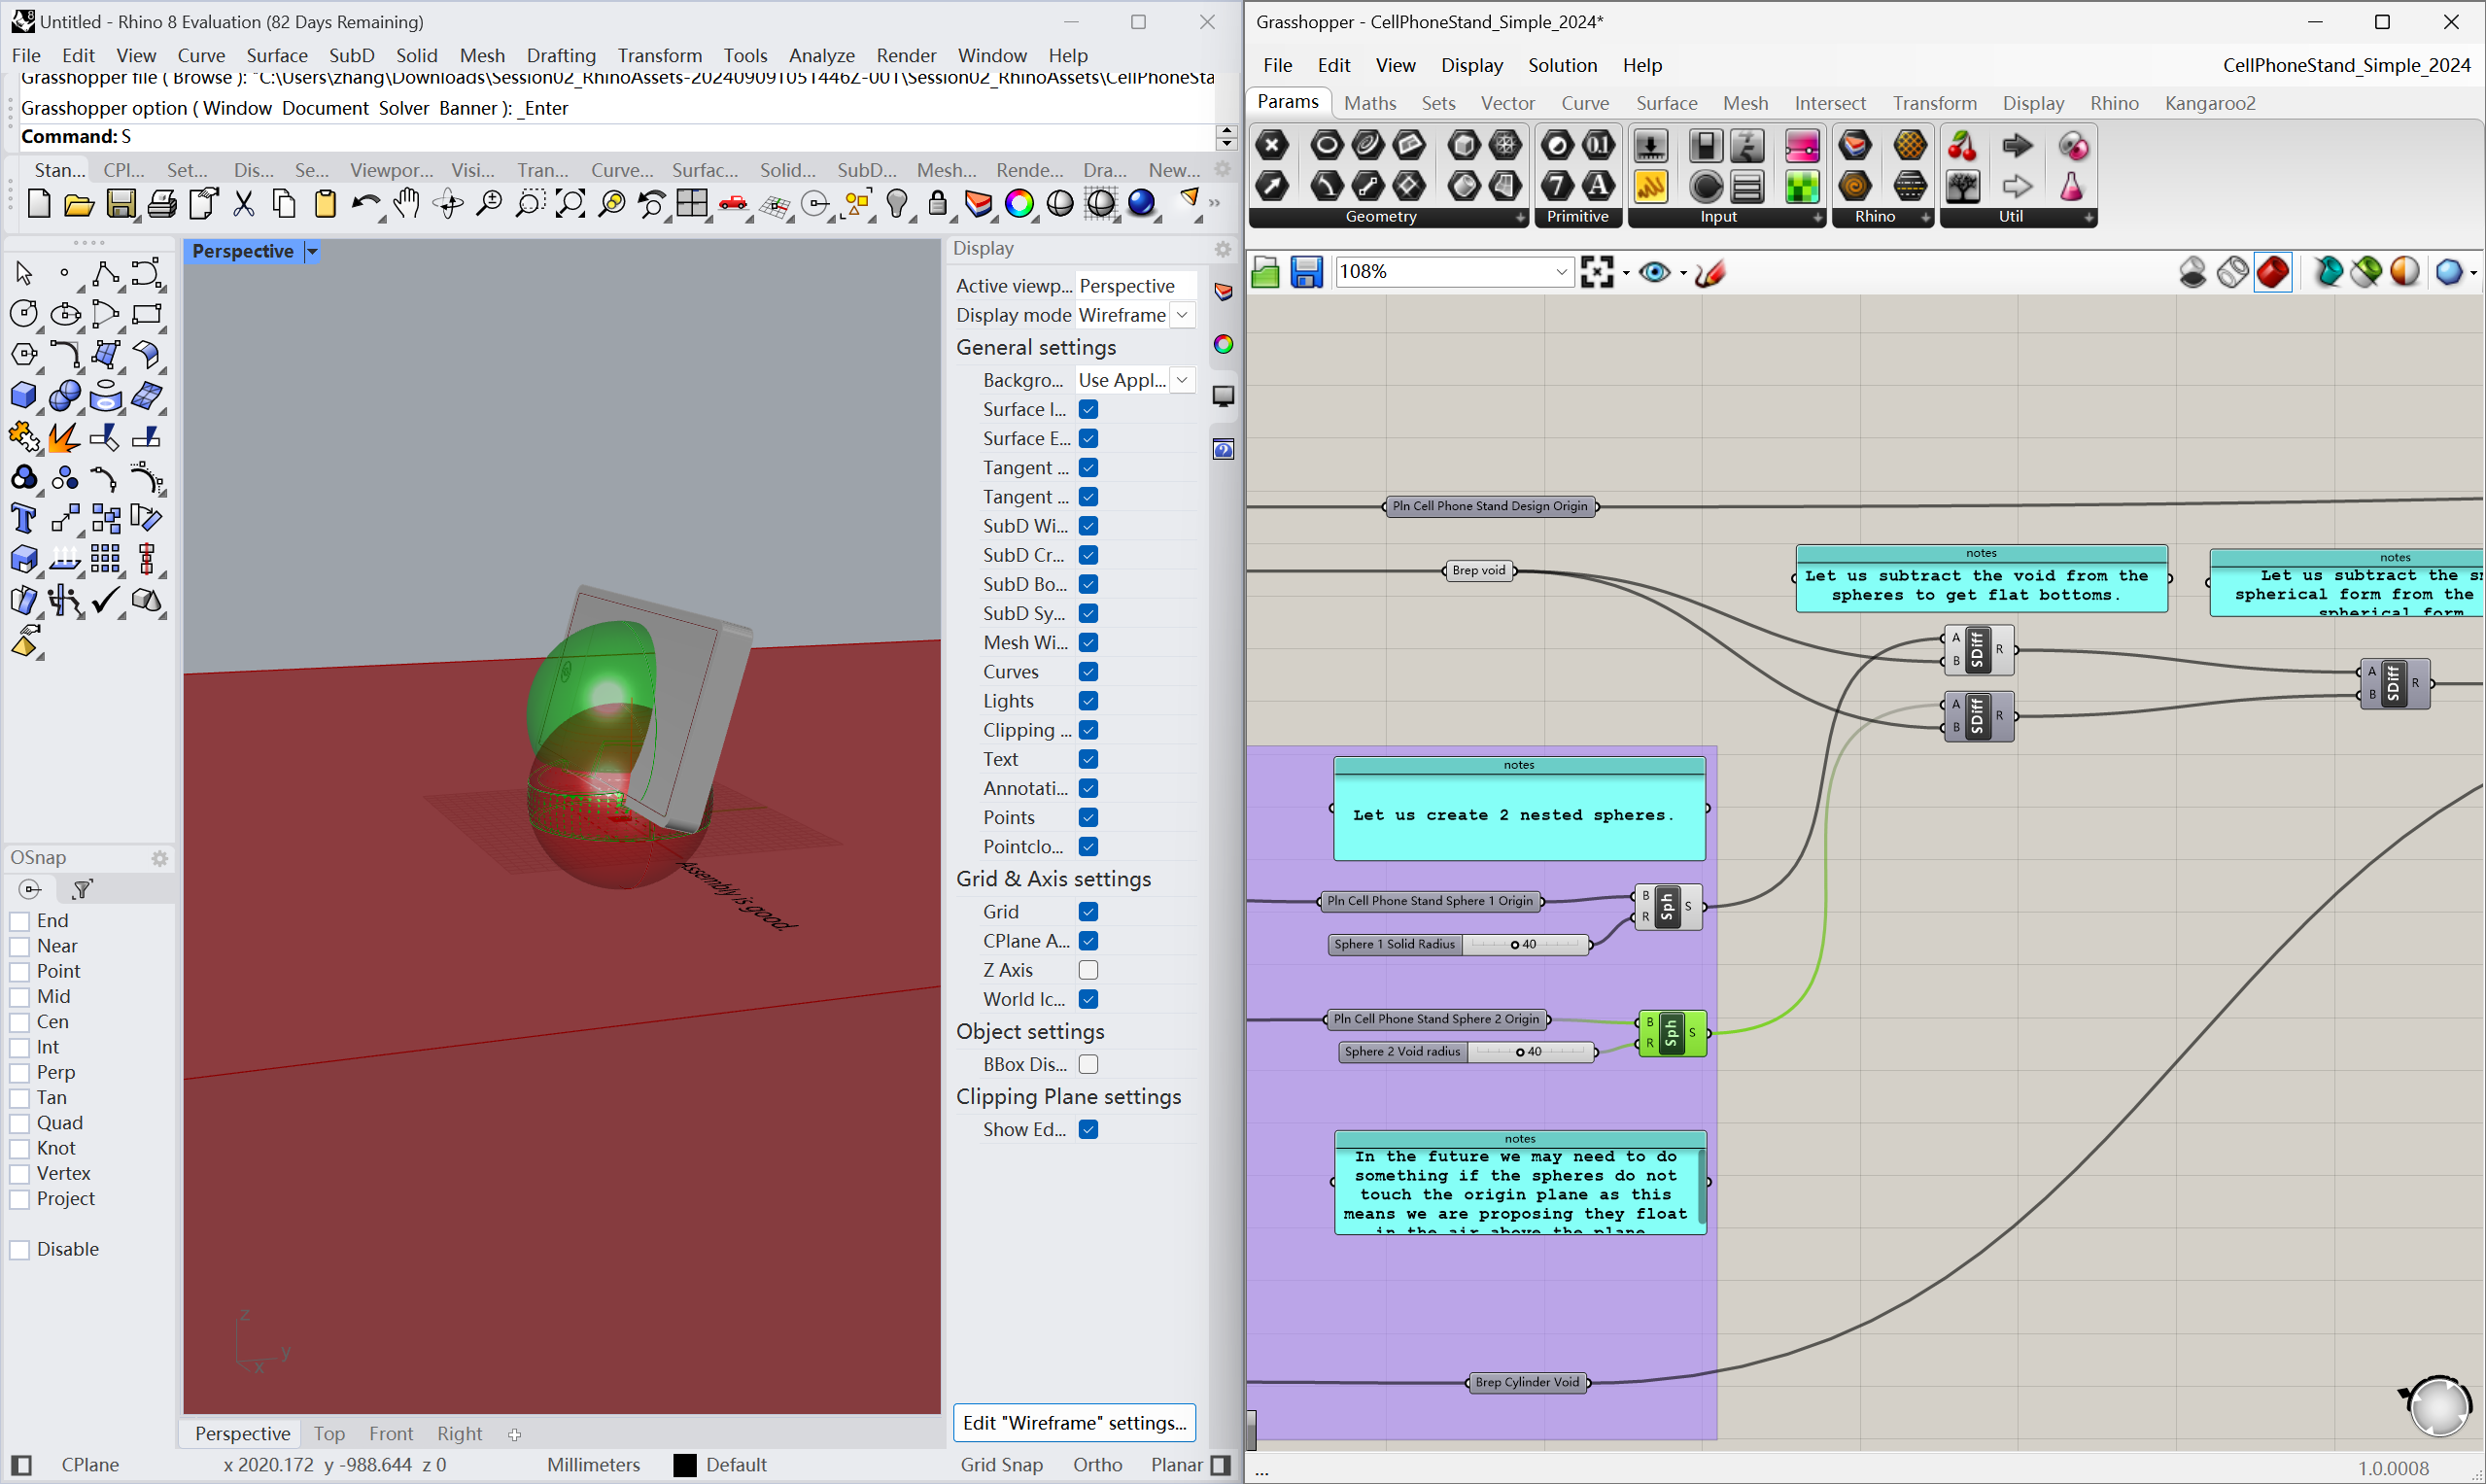 Untitled - Rhino 8 Evaluation (82 Days Remaining)
File Edit View Curve Surface SubD Solid Mesh Drafting Transform Tools Analyze Render Window Help
Grasshopper option ( Window Document Solver Banner ): _Enter
Command: S
Stan... CPl... Set... Dis... Se... Viewpor... Visi... Tran... Curve... Surfac... Solid... SubD... Mesh... Rende... Dra... New...
Perspective
Display
Active viewp... Perspective
Display mode Wireframe
General settings
Backgro... Use Appl...
Surface I...
Surface E...
Tangent ...
Tangent ...
SubD Wi...
SubD Cr...
SubD Bo...
SubD Sy...
Mesh Wi...
Curves
Lights
Clipping ...
Text
Annotati...
Points
Pointclo...
Grid & Axis settings
Grid
CPlane A...
Z Axis
World Ic...
Object settings
BBox Dis...
Clipping Plane settings
Show Ed...
Edit "Wireframe" settings...
OSnap
End
Near
Point
Mid
Cen
Int
Perp
Tan
Quad
Knot
Vertex
Project
Disable
Assembly is good.
z
y
x
Perspective Top Front Right
CPlane x 2020.172 y -988.644 z 0 Millimeters Default Grid Snap Ortho Planar
Grasshopper - CellPhoneStand_Simple_2024*
File Edit View Display Solution Help CellPhoneStand_Simple_2024
Params Maths Sets Vector Curve Surface Mesh Intersect Transform Display Rhino Kangaroo2
Geometry Primitive Input Rhino Util
108%
Pln Cell Phone Stand Design Origin
Brep void
notes
Let us subtract the void from the
spheres to get flat bottoms.
notes
Let us subtract the
spherical form from the
spherical form
A B SDiff R
A B SDiff R
A B SDiff R
notes
Let us create 2 nested spheres.
Pln Cell Phone Stand Sphere 1 Origin
Sphere 1 Solid Radius 40
B R Sph S
Pln Cell Phone Stand Sphere 2 Origin
Sphere 2 Void radius 40
B R Sph S
notes
In the future we may need to do
something if the spheres do not
touch the origin plane as this
means we are proposing they float
in the air above the plane
Brep Cylinder Void
...
1.0.0008